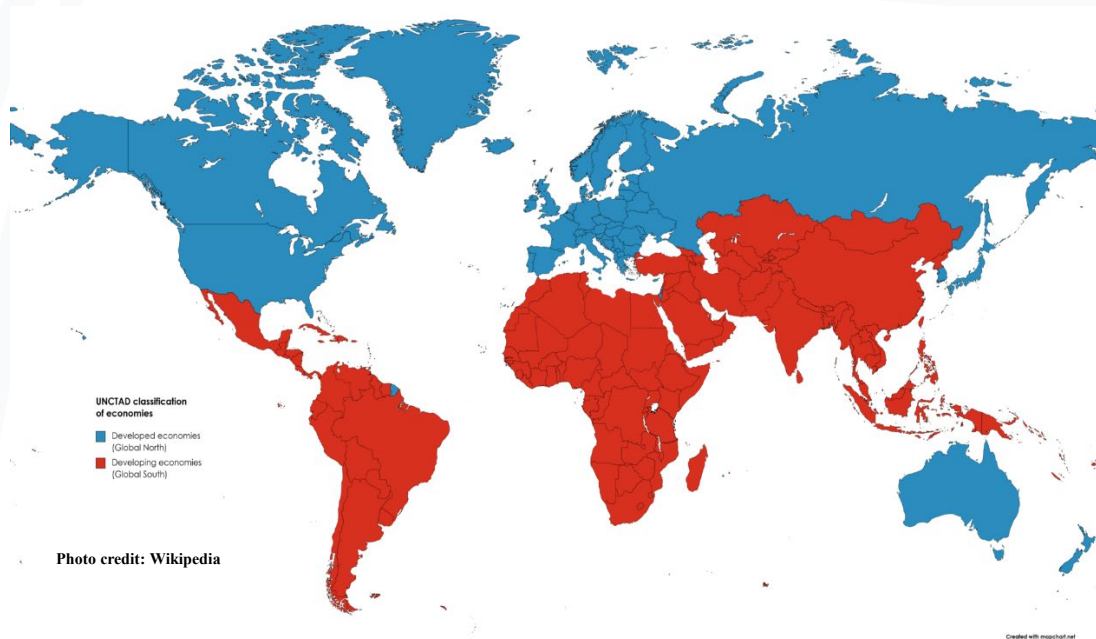 UNCTAD classification
of economies
Developed economies
(Global North)
Developing economies
(Global South)
Photo credit: Wikipedia
Created with mapchart.net